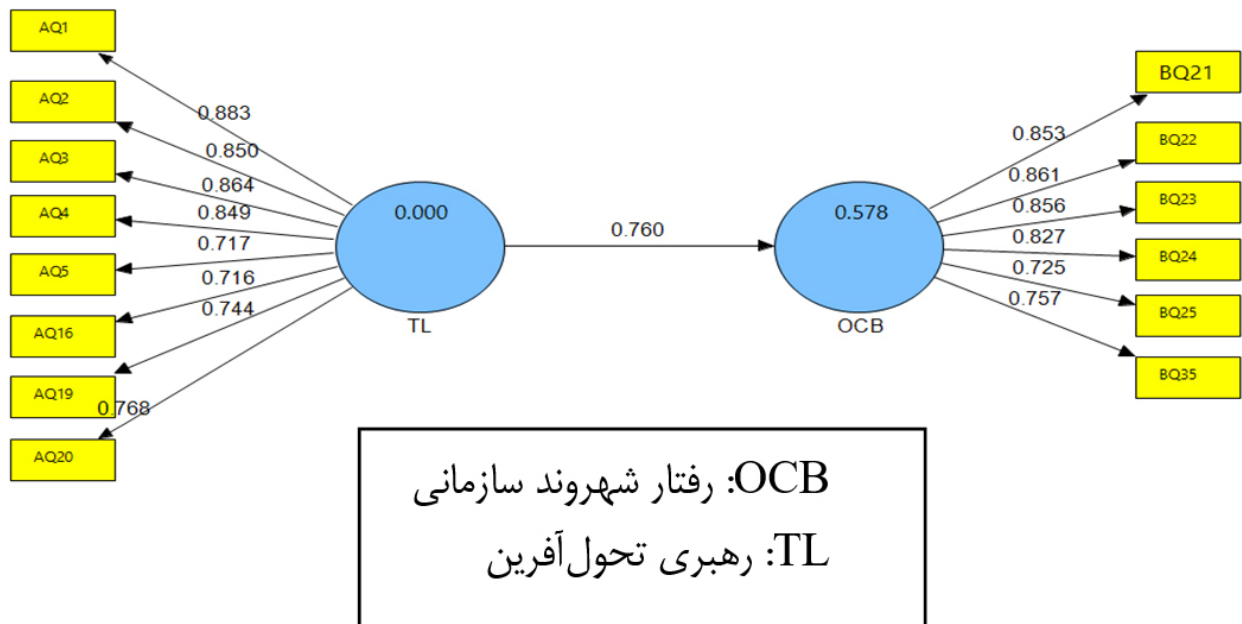 AQ1
AQ2
AQ3
AQ4
AQ5
AQ16
AQ19
AQ20
0.883
0.850
0.864
0.849
0.717
0.716
0.744
0.768
0.000
TL
0.760
0.578
OCB
0.853
0.861
0.856
0.827
0.725
0.757
BQ21
BQ22
BQ23
BQ24
BQ25
BQ35
OCB: رفتار شهروند سازمانی
TL: رهبری تحول‌آفرین